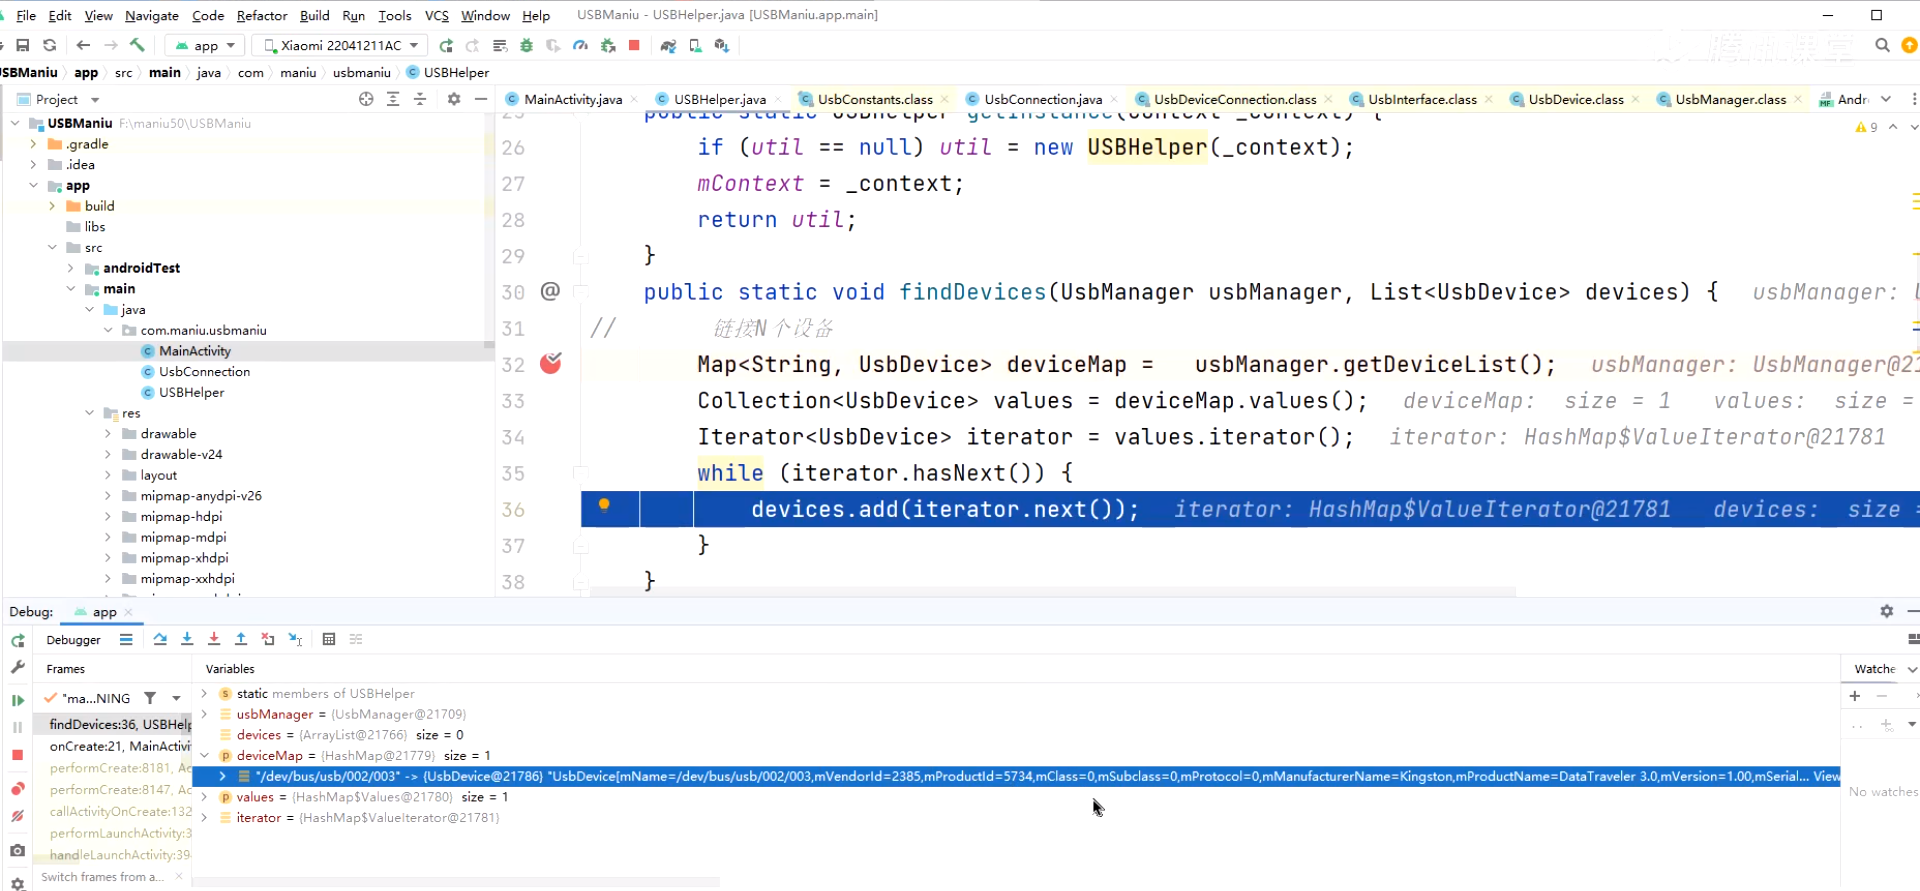 File Edit View Navigate Code Refactor Build Run Tools VCS Window Help USBManiu - USBHelper.java [USBManiu.app.main]
app Xiaomi 22041211AC
USBManiu app src main java com maniu usbmaniu USBHelper
Project MainActivity.java USBHelper.java UsbConstants.class UsbConnection.java UsbDeviceConnection.class UsbInterface.class UsbDevice.class UsbManager.class Andr
USBManiu F:\maniu50\USBManiu
.gradle
.idea
app
build
libs
src
androidTest
main
java
com.maniu.usbmaniu
MainActivity
UsbConnection
USBHelper
res
drawable
drawable-v24
layout
mipmap-anydpi-v26
mipmap-hdpi
mipmap-mdpi
mipmap-xhdpi
mipmap-xxhdpi
9
25 public static USBHelper getInstance(Context _context) {
26 if (util == null) util = new USBHelper(_context);
27 mContext = _context;
28 return util;
29 }
30 @ public static void findDevices(UsbManager usbManager, List<UsbDevice> devices) { usbManager: U
31 // 链接N个设备
32 Map<String, UsbDevice> deviceMap = usbManager.getDeviceList(); usbManager: UsbManager@21
33 Collection<UsbDevice> values = deviceMap.values(); deviceMap: size = 1 values: size =
34 Iterator<UsbDevice> iterator = values.iterator(); iterator: HashMap$ValueIterator@21781
35 while (iterator.hasNext()) {
36 devices.add(iterator.next()); iterator: HashMap$ValueIterator@21781 devices: size =
37 }
38 }
Debug: app
Debugger
Frames Variables Watche
"ma...NING
findDevices:36, USBHelp
onCreate:21, MainActivi
performCreate:8181, Ac
performCreate:8147, Ac
callActivityOnCreate:132
performLaunchActivity:3
handleLaunchActivity:39
Switch frames from a...
static members of USBHelper
usbManager = {UsbManager@21709}
devices = {ArrayList@21766} size = 0
deviceMap = {HashMap@21779} size = 1
"/dev/bus/usb/002/003" -> {UsbDevice@21786} "UsbDevice[mName=/dev/bus/usb/002/003,mVendorId=2385,mProductId=5734,mClass=0,mSubclass=0,mProtocol=0,mManufacturerName=Kingston,mProductName=DataTraveler 3.0,mVersion=1.00,mSerial... View
values = {HashMap$Values@21780} size = 1
iterator = {HashMap$ValueIterator@21781}
No watches